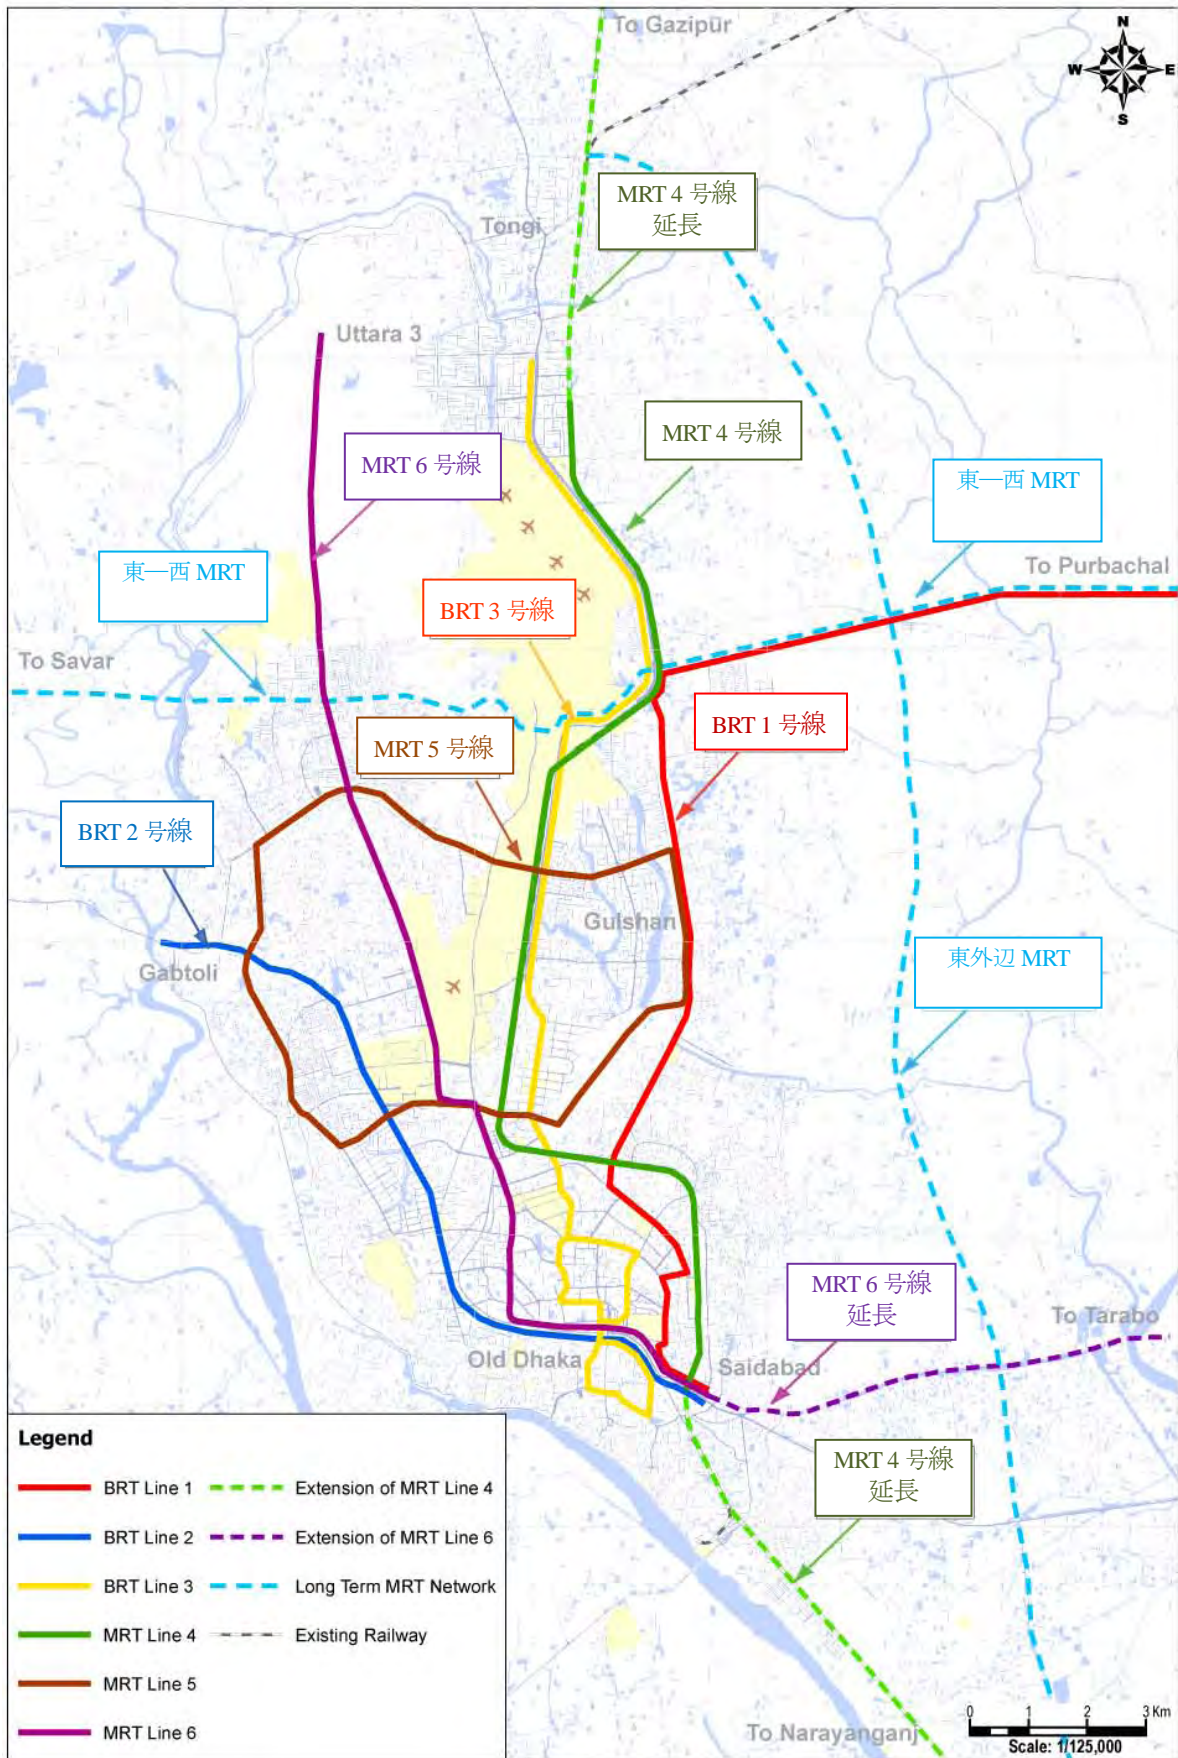 To Gazipur
N
W E
S
MRT 4 号線
延長
Tongi
Uttara 3
MRT 4 号線
MRT 6 号線
東―西 MRT
東―西 MRT
To Purbachal
BRT 3 号線
To Savar
BRT 1 号線
MRT 5 号線
BRT 2 号線
Gulshan
東外辺 MRT
Gabtoli
MRT 6 号線
延長
To Tarabo
Old Dhaka
Saidabad
MRT 4 号線
延長
Legend
BRT Line 1
Extension of MRT Line 4
BRT Line 2
Extension of MRT Line 6
BRT Line 3
Long Term MRT Network
MRT Line 4
Existing Railway
MRT Line 5
MRT Line 6
To Narayanganj
0 1 2 3 Km
Scale: 1/125,000